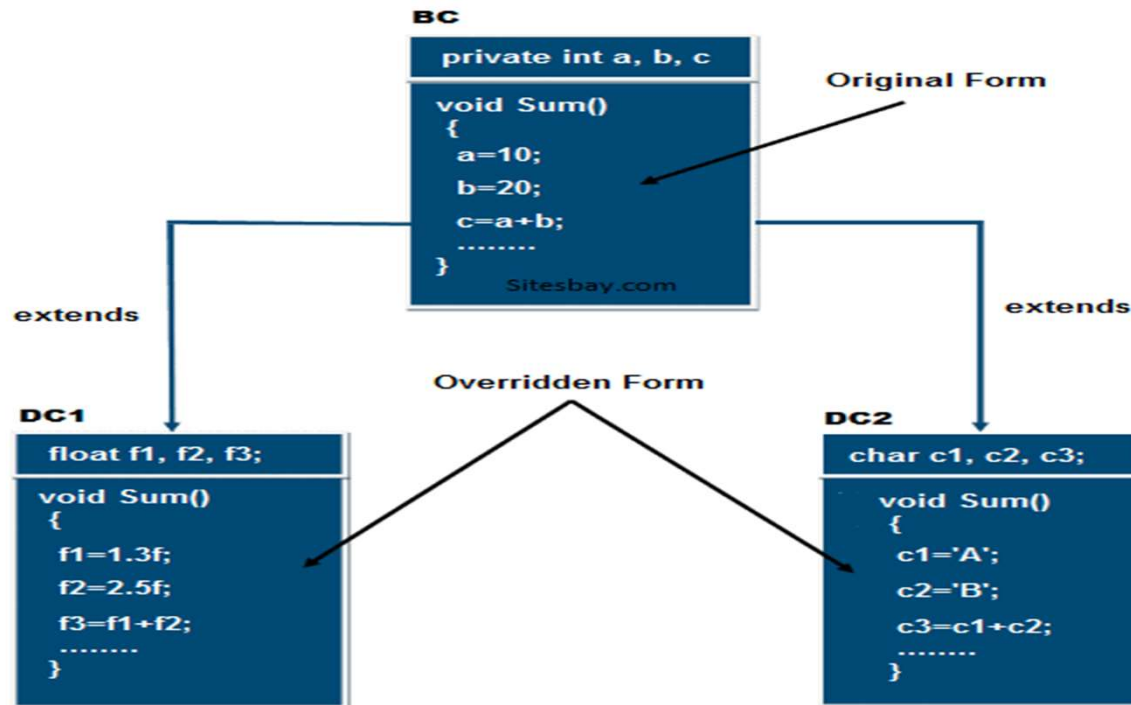 BC
private int a, b, c
Original Form
void Sum()
{
a=10;
b=20;
c=a+b;
........
}
Sitesbay.com
extends
extends
Overridden Form
DC1
float f1, f2, f3;
void Sum()
{
f1=1.3f;
f2=2.5f;
f3=f1+f2;
........
}
DC2
char c1, c2, c3;
void Sum()
{
c1='A';
c2='B';
c3=c1+c2;
........
}